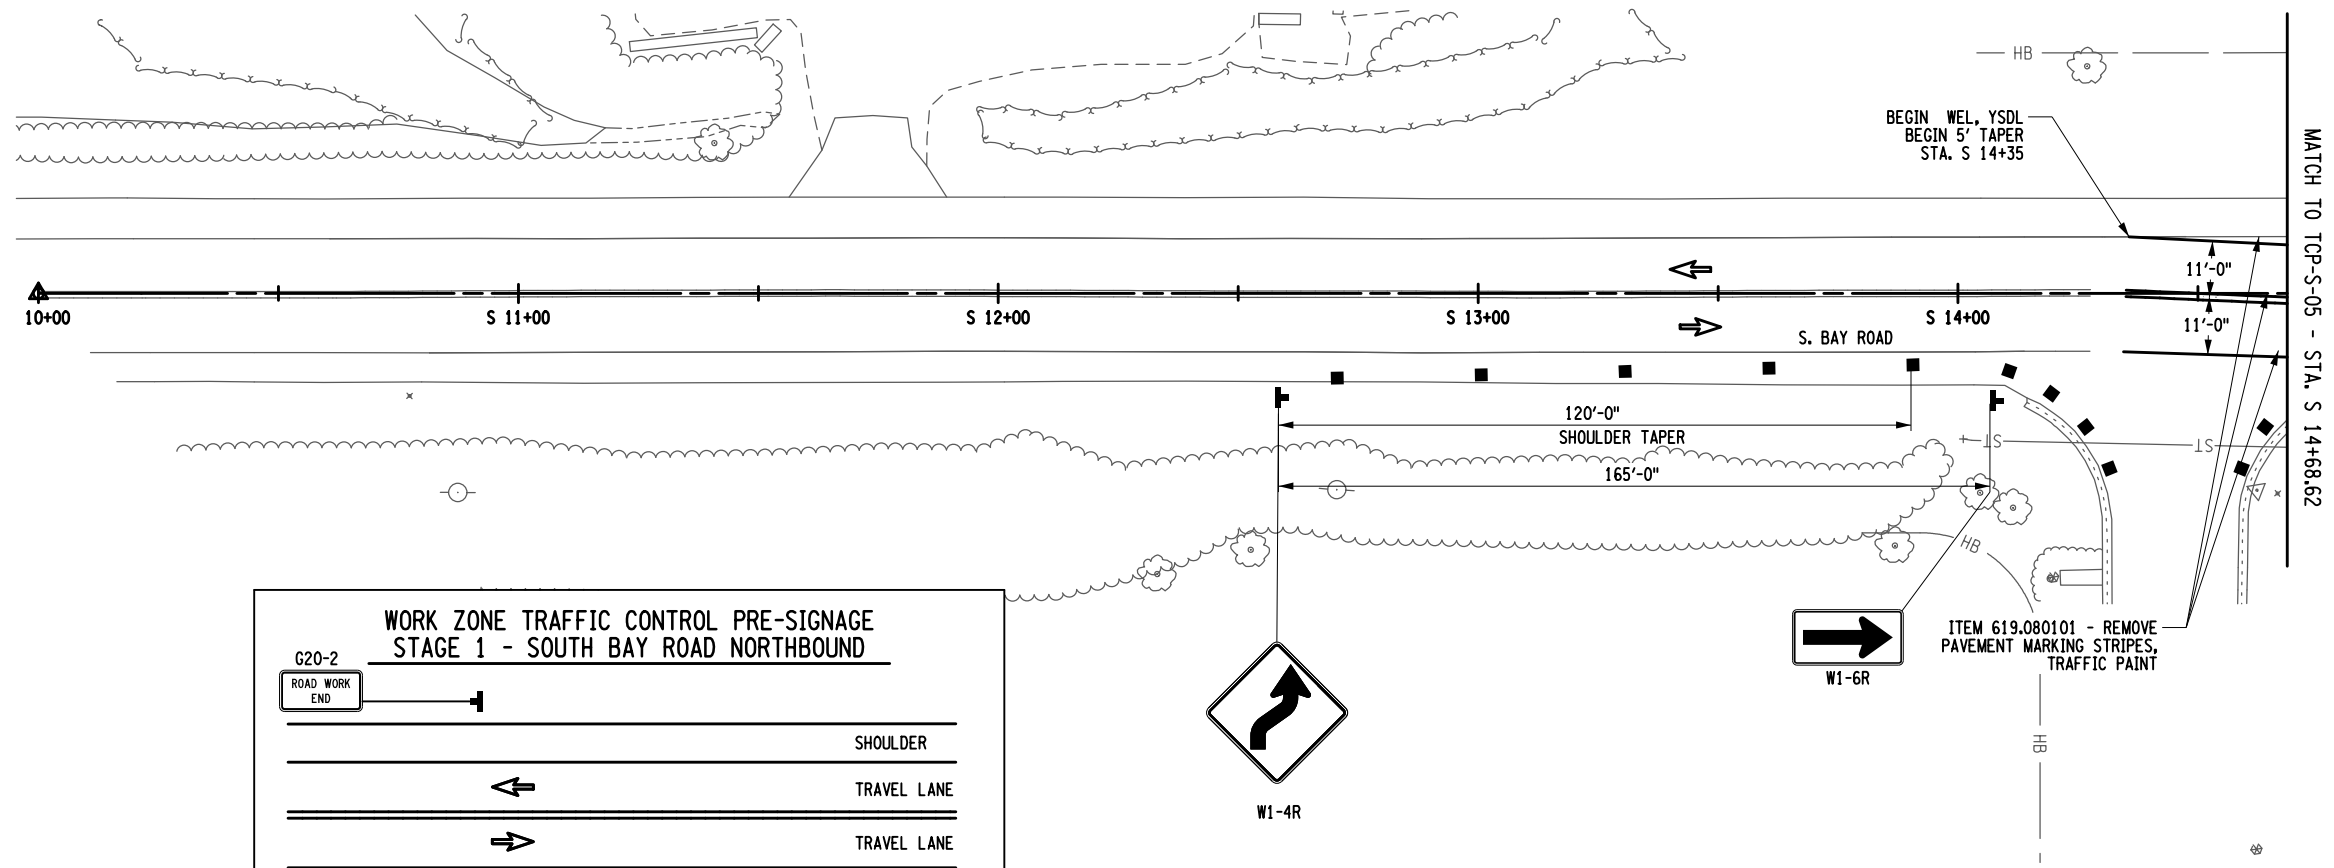 HB
BEGIN WEL, YSDL
BEGIN 5' TAPER
STA. S 14+35
MATCH TO TCP-S-05 - STA. S 14+68.62
11'-0"
10+00
S 11+00
S 12+00
S 13+00
S 14+00
11'-0"
S. BAY ROAD
120'-0"
SHOULDER TAPER
ST
ST
165'-0"
HB
WORK ZONE TRAFFIC CONTROL PRE-SIGNAGE
STAGE 1 - SOUTH BAY ROAD NORTHBOUND
G20-2
ROAD WORK
END
ITEM 619.080101 - REMOVE
PAVEMENT MARKING STRIPES,
TRAFFIC PAINT
W1-6R
HB
SHOULDER
TRAVEL LANE
W1-4R
TRAVEL LANE